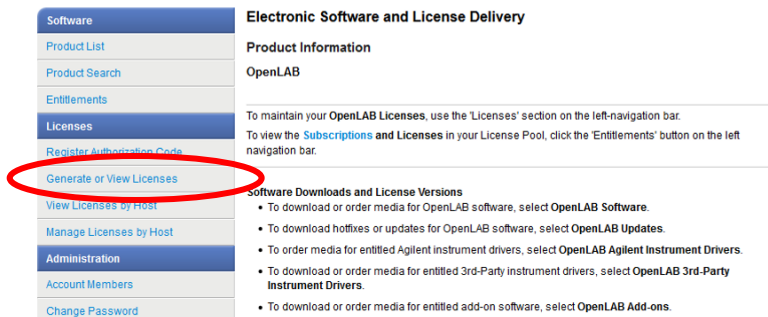 Software
Product List
Product Search
Entitlements
Licenses
Register Authorization Code
Generate or View Licenses
View Licenses by Host
Manage Licenses by Host
Administration
Account Members
Change Password
Electronic Software and License Delivery
Product Information
OpenLAB
To maintain your OpenLAB Licenses, use the 'Licenses' section on the left-navigation bar.
To view the Subscriptions and Licenses in your License Pool, click the 'Entitlements' button on the left
navigation bar.
Software Downloads and License Versions
• To download or order media for OpenLAB software, select OpenLAB Software.
• To download hotfixes or updates for OpenLAB software, select OpenLAB Updates.
• To order media for entitled Agilent instrument drivers, select OpenLAB Agilent Instrument Drivers.
• To download or order media for entitled 3rd-Party instrument drivers, select OpenLAB 3rd-Party
Instrument Drivers.
• To download or order media for entitled add-on software, select OpenLAB Add-ons.